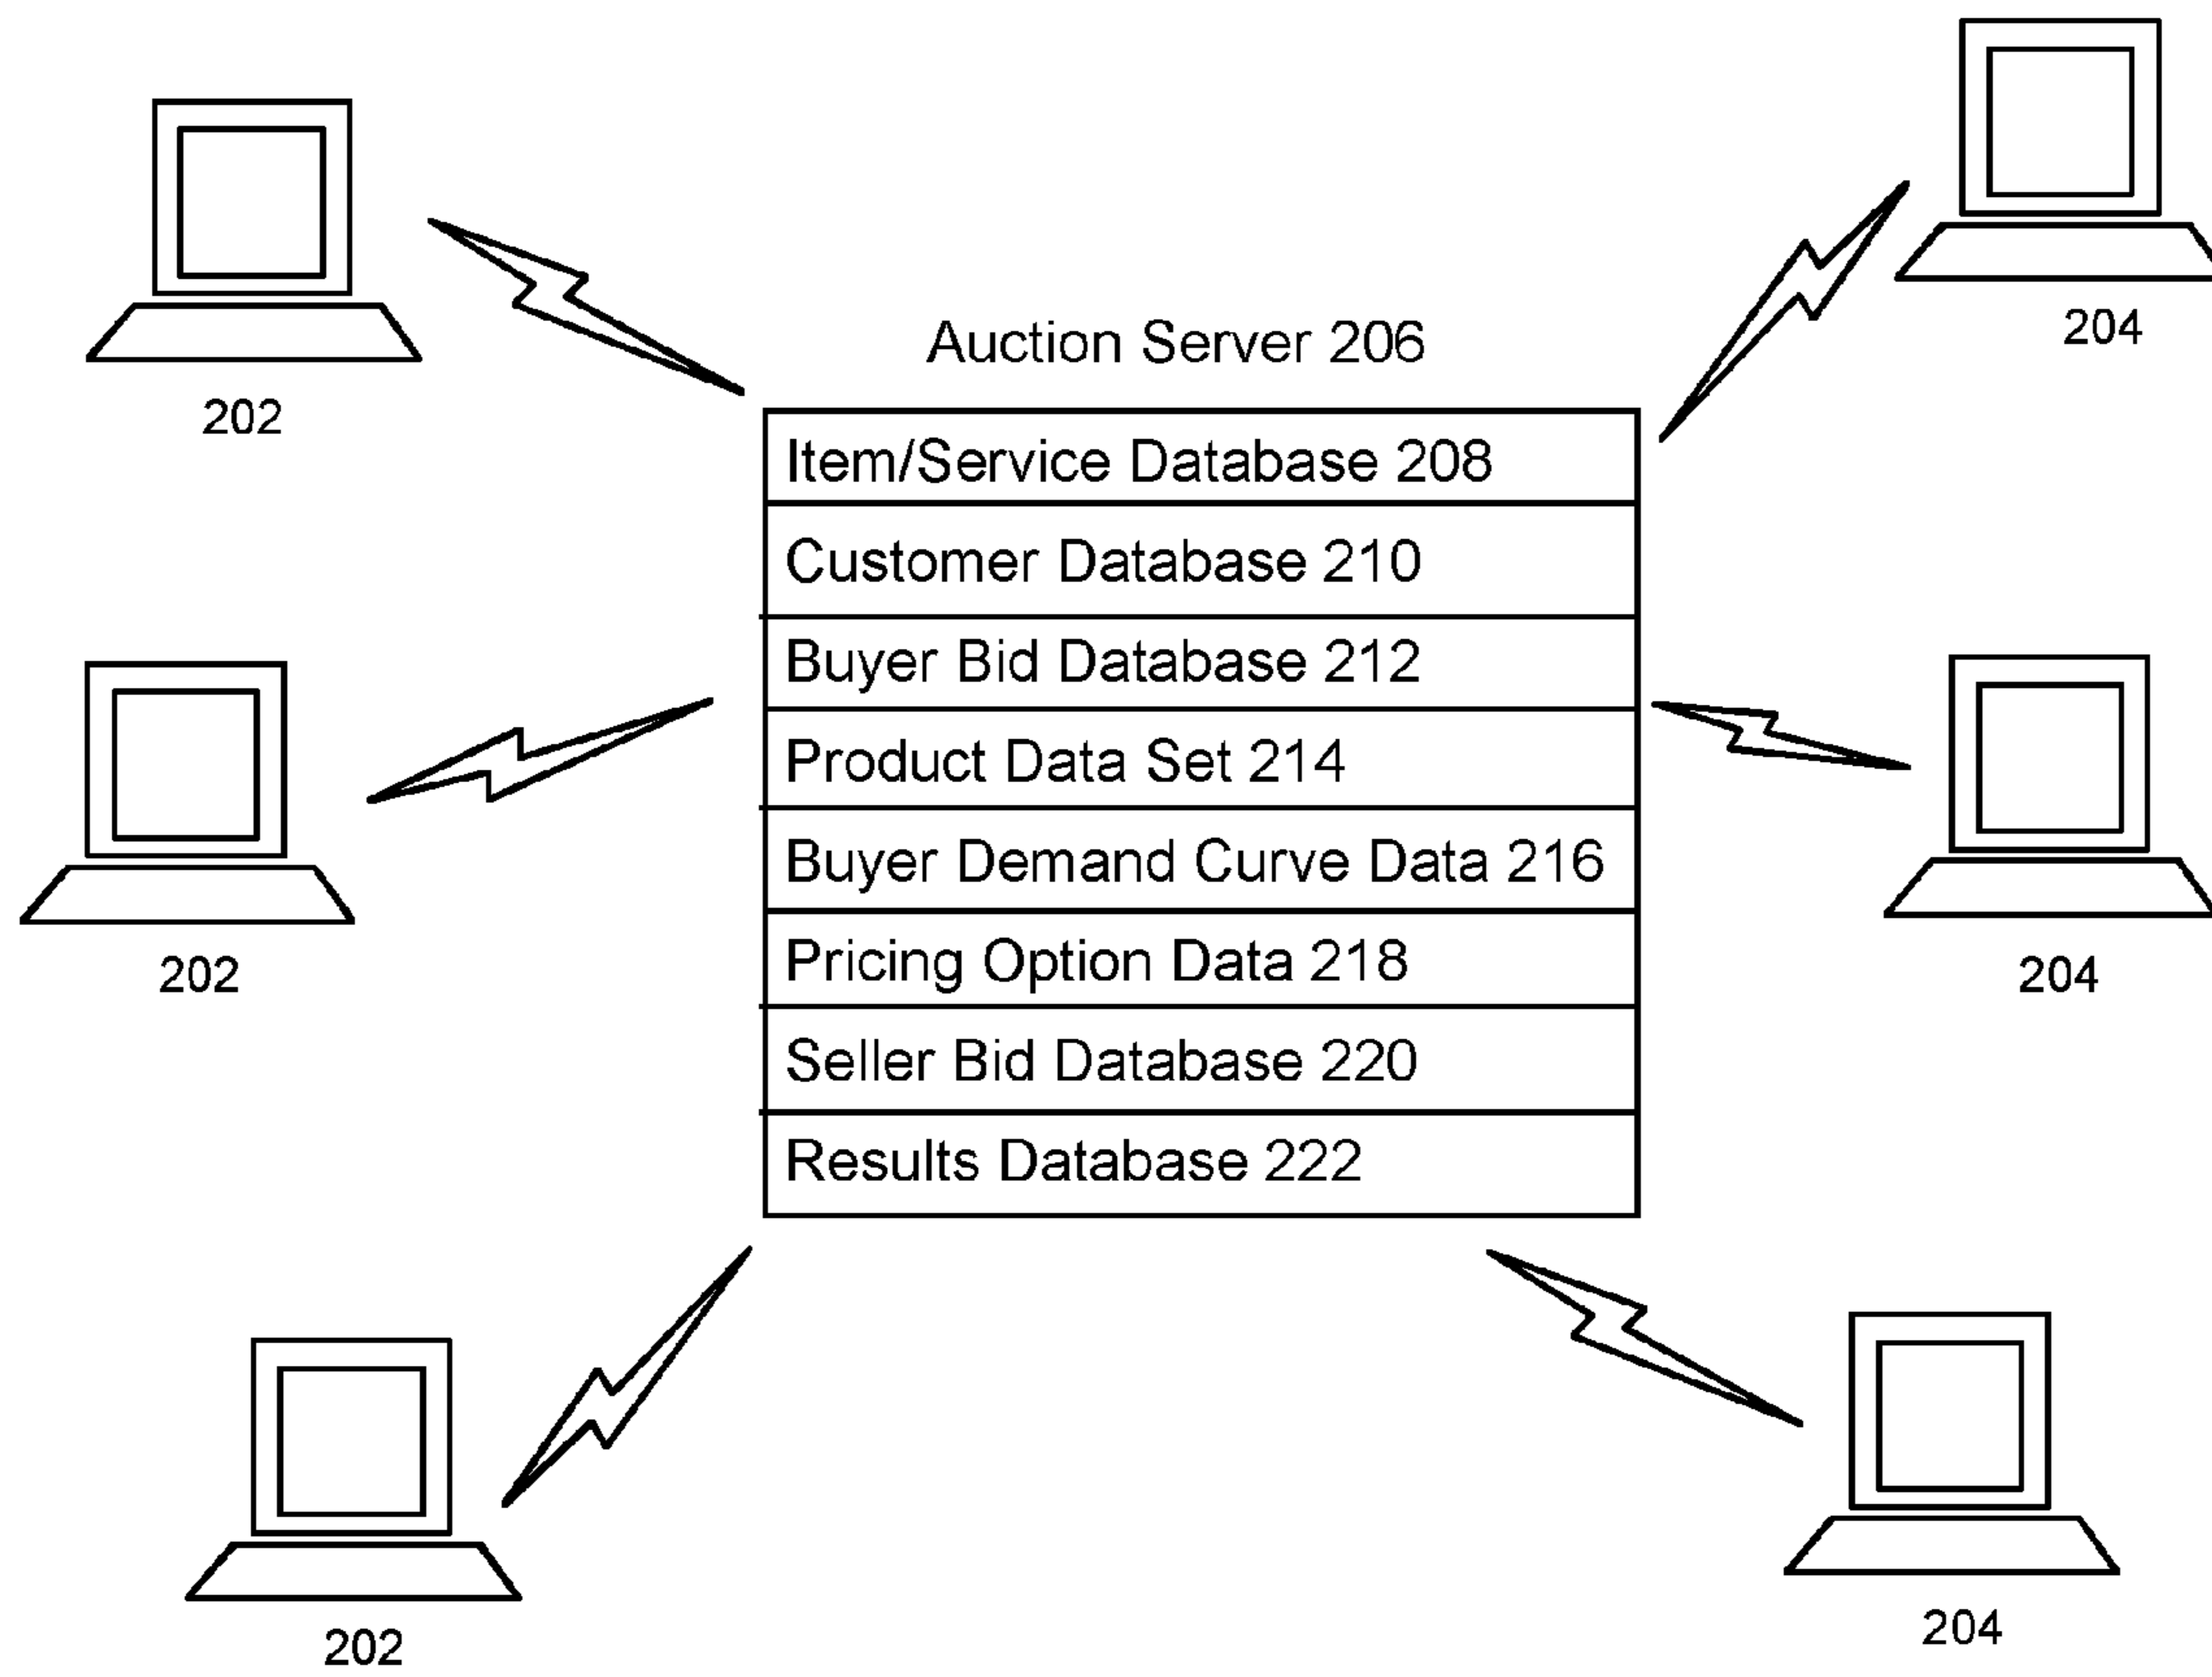 204
Auction Server 206
202
Item/Service Database 208
Customer Database 210
Buyer Bid Database 212
Product Data Set 214
Buyer Demand Curve Data 216
Pricing Option Data 218
Seller Bid Database 220
Results Database 222
202
204
202
204